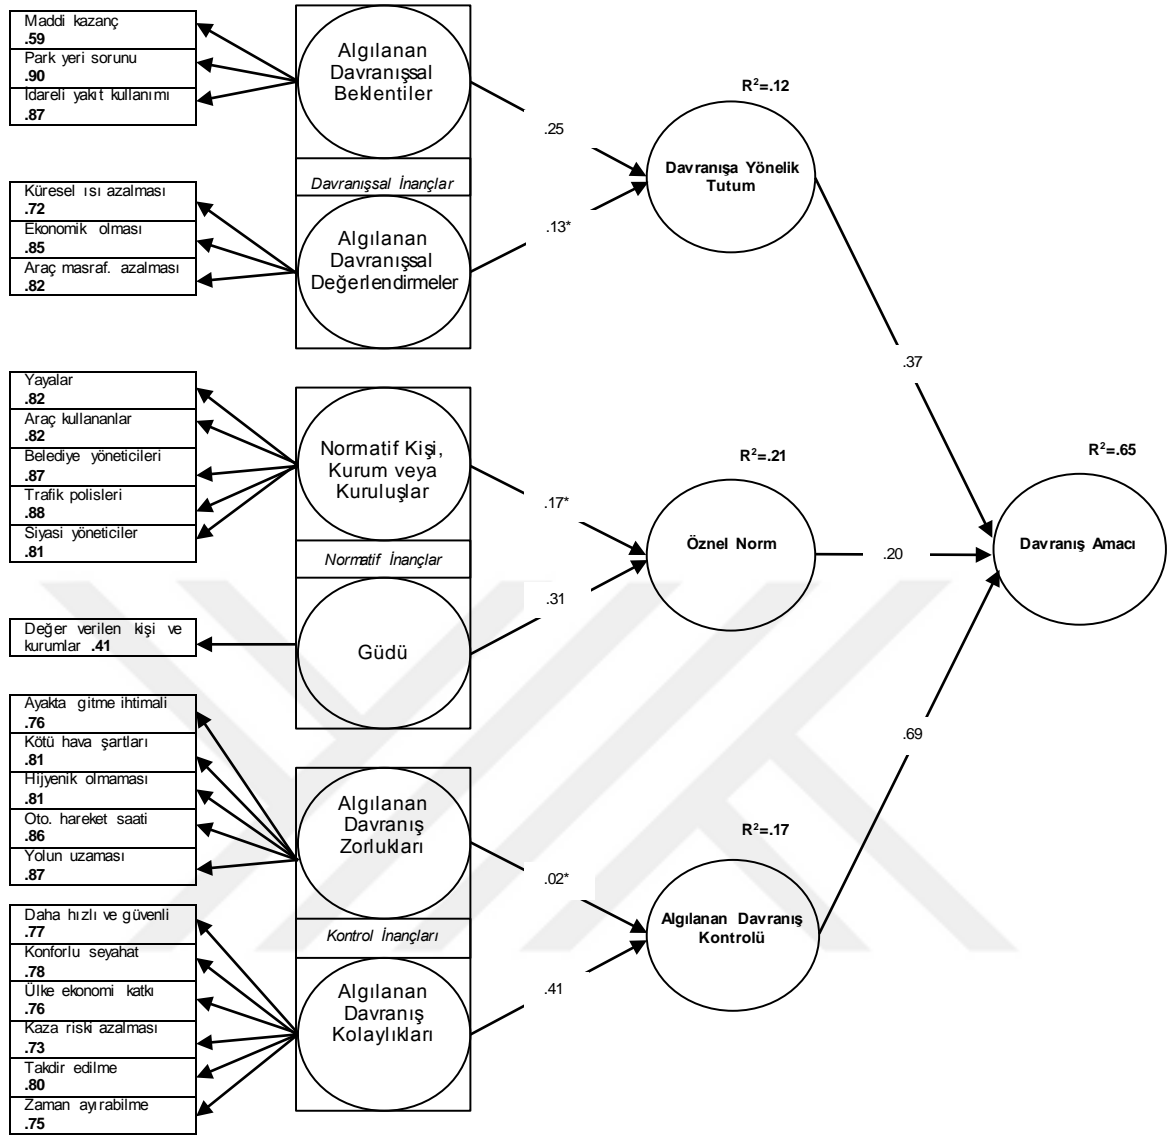 Maddi kazanç
.59
Park yeri sorunu
.90
İdareli yakıt kullanımı
.87
Algılanan
Davranışsal
Beklentiler
Davranışsal İnançlar
Küresel ısı azalması
.72
Ekonomik olması
.85
Araç masraf. azalması
.82
Algılanan
Davranışsal
Değerlendirmeler
.25
.13*
R²=.12
Davranışa Yönelik
Tutum
.37
Yayalar
.82
Araç kullananlar
.82
Belediye yöneticileri
.87
Trafik polisleri
.88
Siyasi yöneticiler
.81
Normatif Kişi,
Kurum veya
Kuruluşlar
Normatif İnançlar
Değer verilen kişi ve
kurumlar .41
Güdü
.17*
.31
R²=.21
Öznel Norm
.20
R²=.65
Davranış Amacı
Ayakta gitme ihtimali
.76
Kötü hava şartları
.81
Hijyenik olmaması
.81
Oto. hareket saati
.86
Yolun uzaması
.87
Algılanan
Davranış
Zorlukları
Kontrol İnançları
Daha hızlı ve güvenli
.77
Konforlu seyahat
.78
Ülke ekonomi katkı
.76
Kaza riski azalması
.73
Takdir edilme
.80
Zaman ayırabilme
.75
Algılanan
Davranış
Kolaylıkları
.02*
.41
R²=.17
Algılanan Davranış
Kontrolü
.69